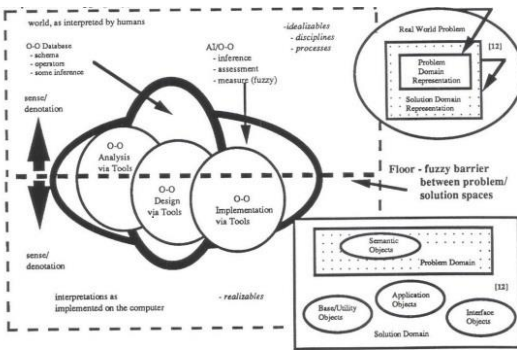 world, as interpreted by humans
O-O Database
- schema
- operators
- some inference
AI/O-O
- inference
- assessment
- measure (fuzzy)
-idealisables
- disciplines
- processes
sense/
denotation
O-O
Analysis
via Tools
O-O
Design
via Tools
O-O
Implementation
via Tools
sense/
denotation
interpretations as
implemented on the computer
- realisables
Real World Problem
[12]
Problem
Domain
Representation
Solution Domain
Representation
Floor - fuzzy barrier
between problem/
solution spaces
Semantic
Objects
Problem Domain
[12]
Base/Utility
Objects
Application
Objects
Interface
Objects
Solution Domain